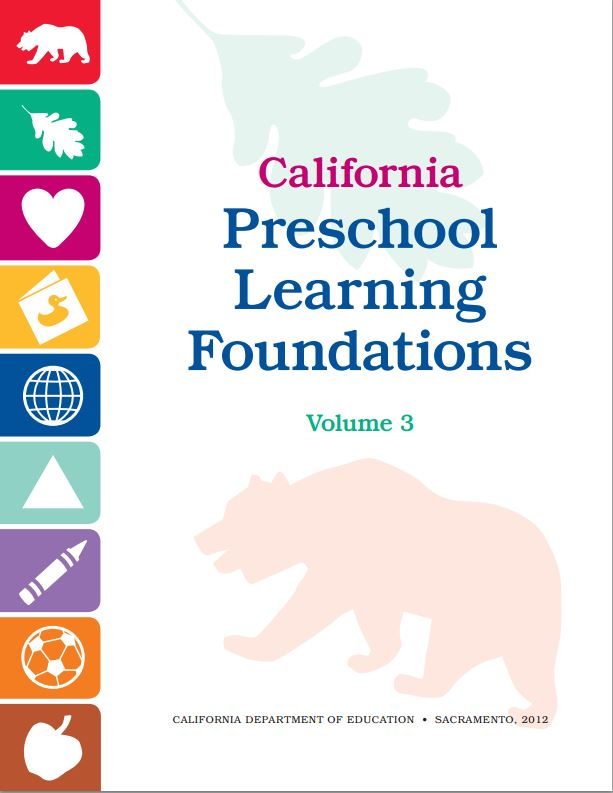 California
Preschool
Learning
Foundations
Volume 3
CALIFORNIA DEPARTMENT OF EDUCATION • SACRAMENTO, 2012